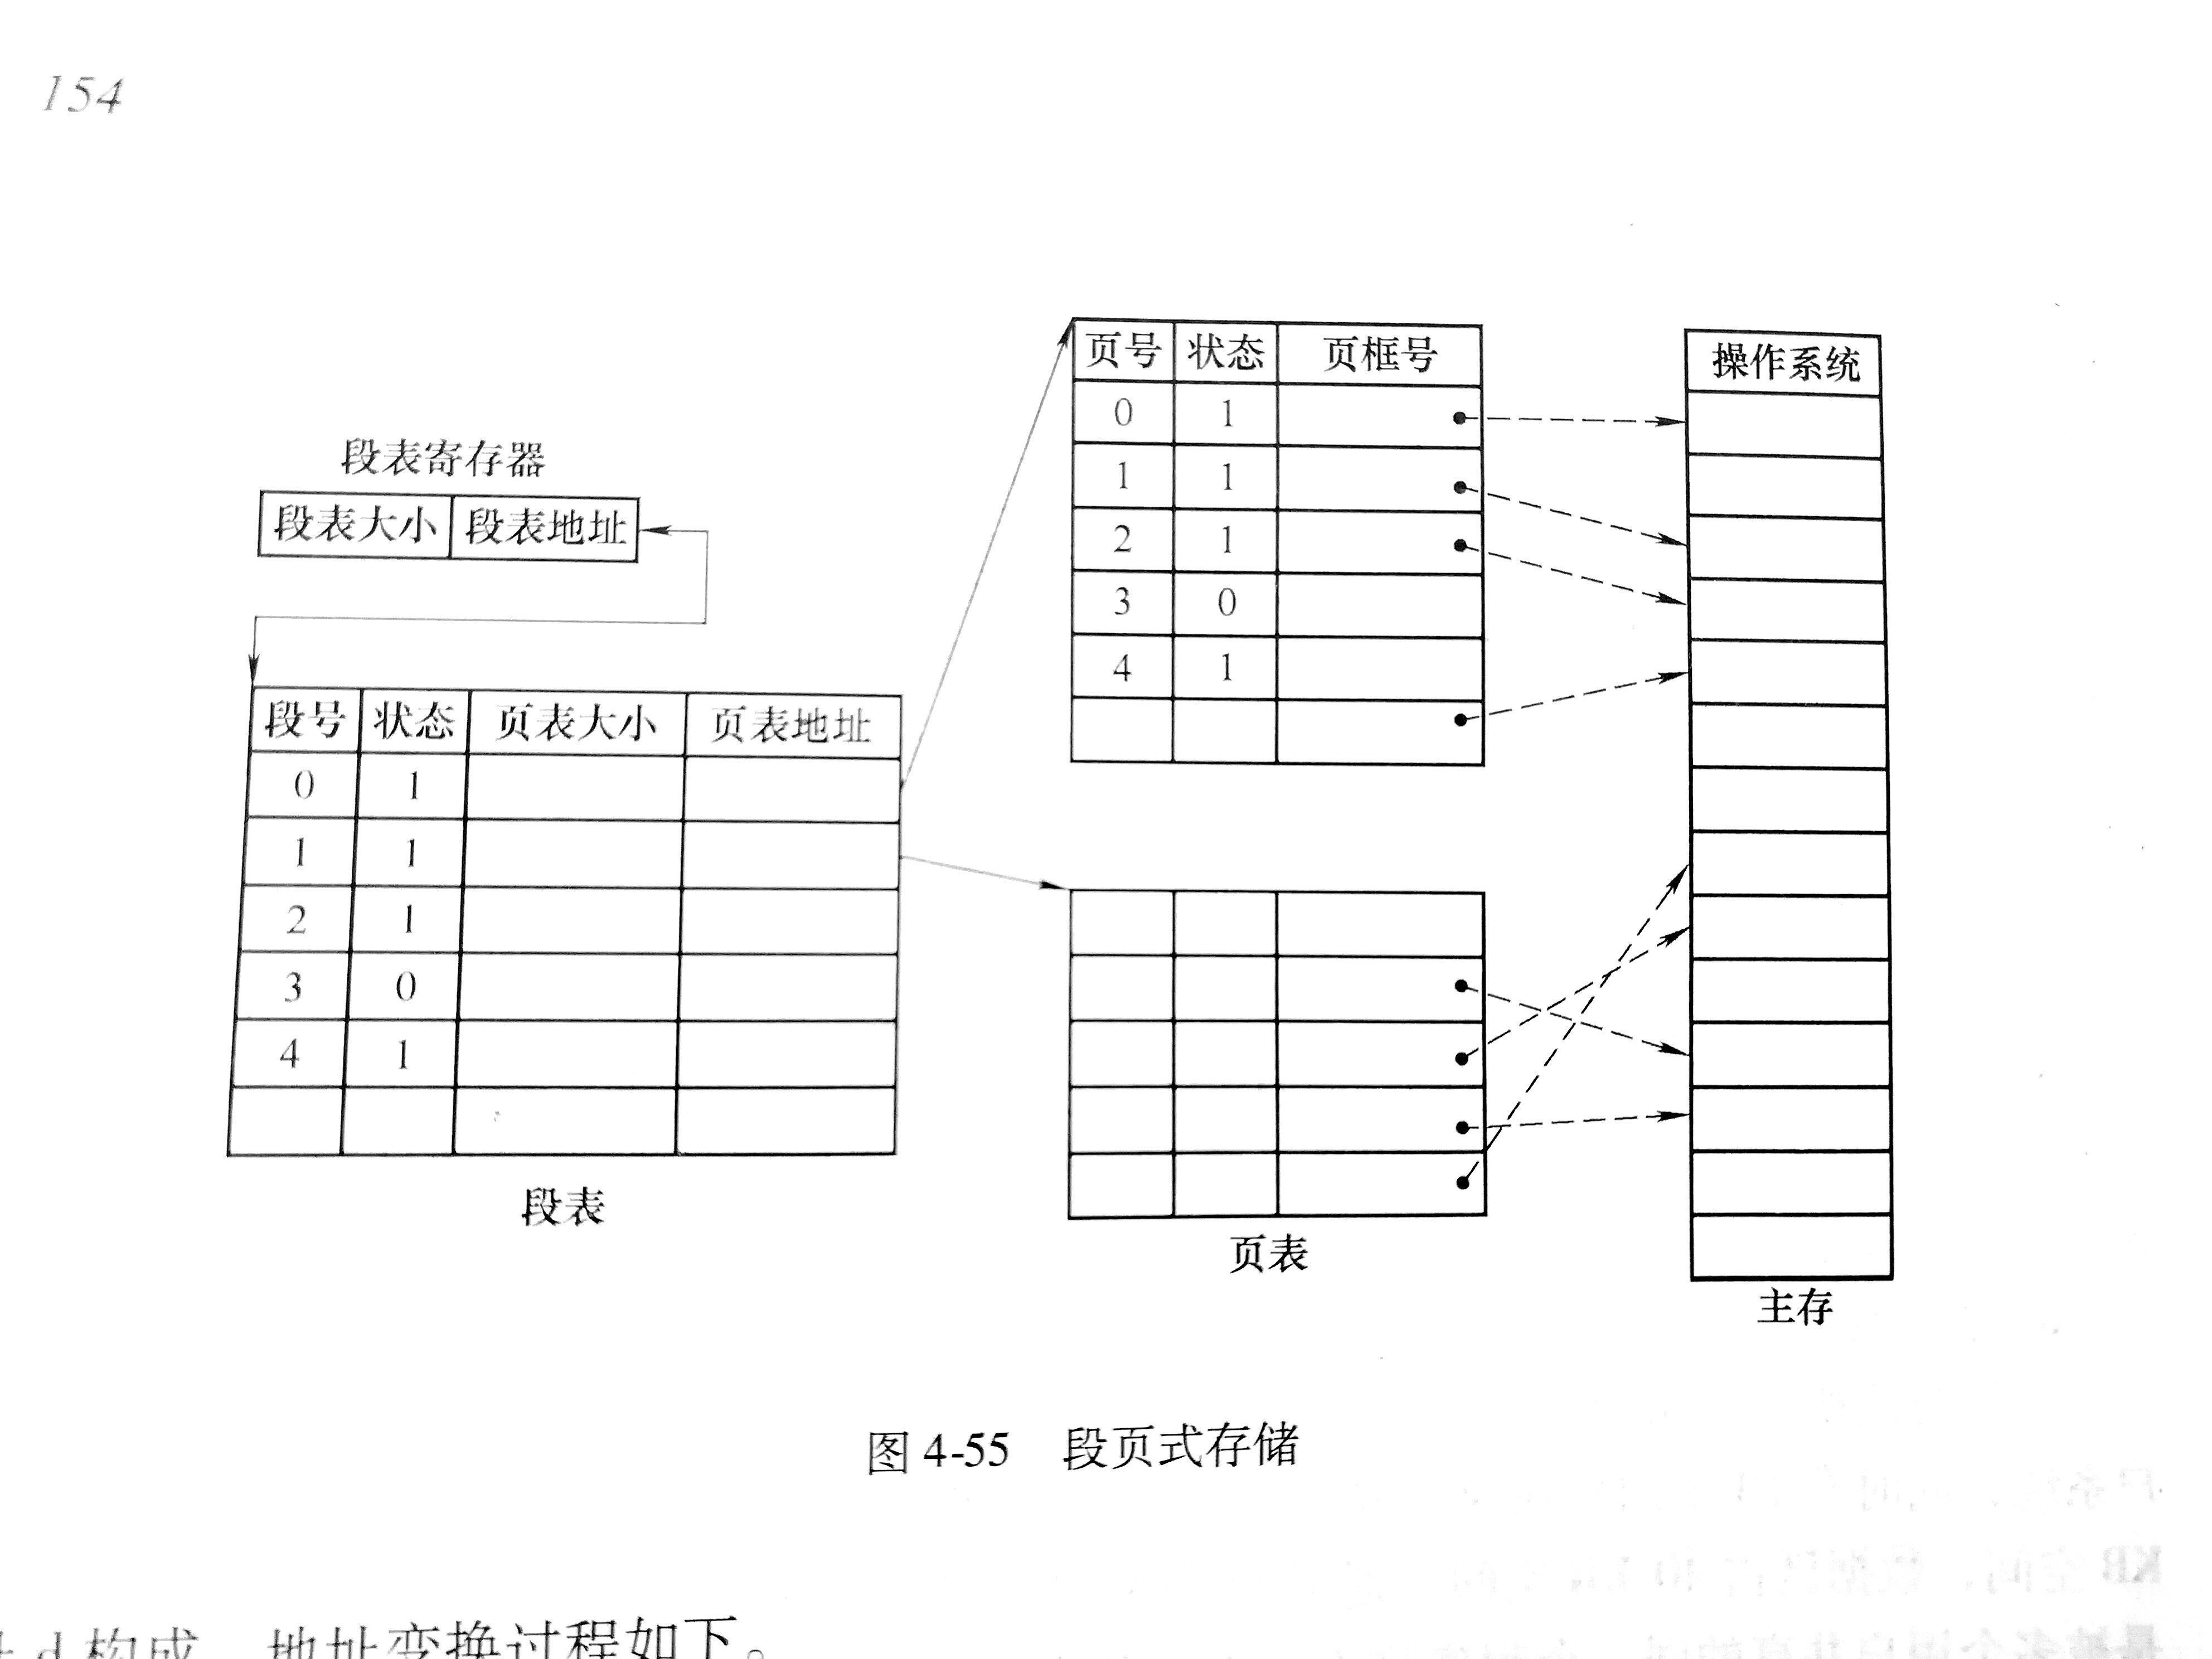 154
段表寄存器
段表大小 段表地址
段号 状态 页表大小 页表地址
0 1
1 1
2 1
3 0
4 1
段表
页号 状态 页框号
0 1
1 1
2 1
3 0
4 1
页表
操作系统
主存
图 4-55 段页式存储
d 构成 地址变换过程如下。